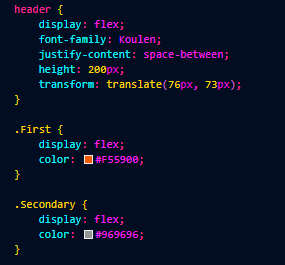 header {
    display: flex;
    font-family: Koulen;
    justify-content: space-between;
    height: 200px;
    transform: translate(76px, 73px);
}

.First {
    display: flex;
    color: #F55900;
}

.Secondary {
    display: flex;
    color: #969696;
}